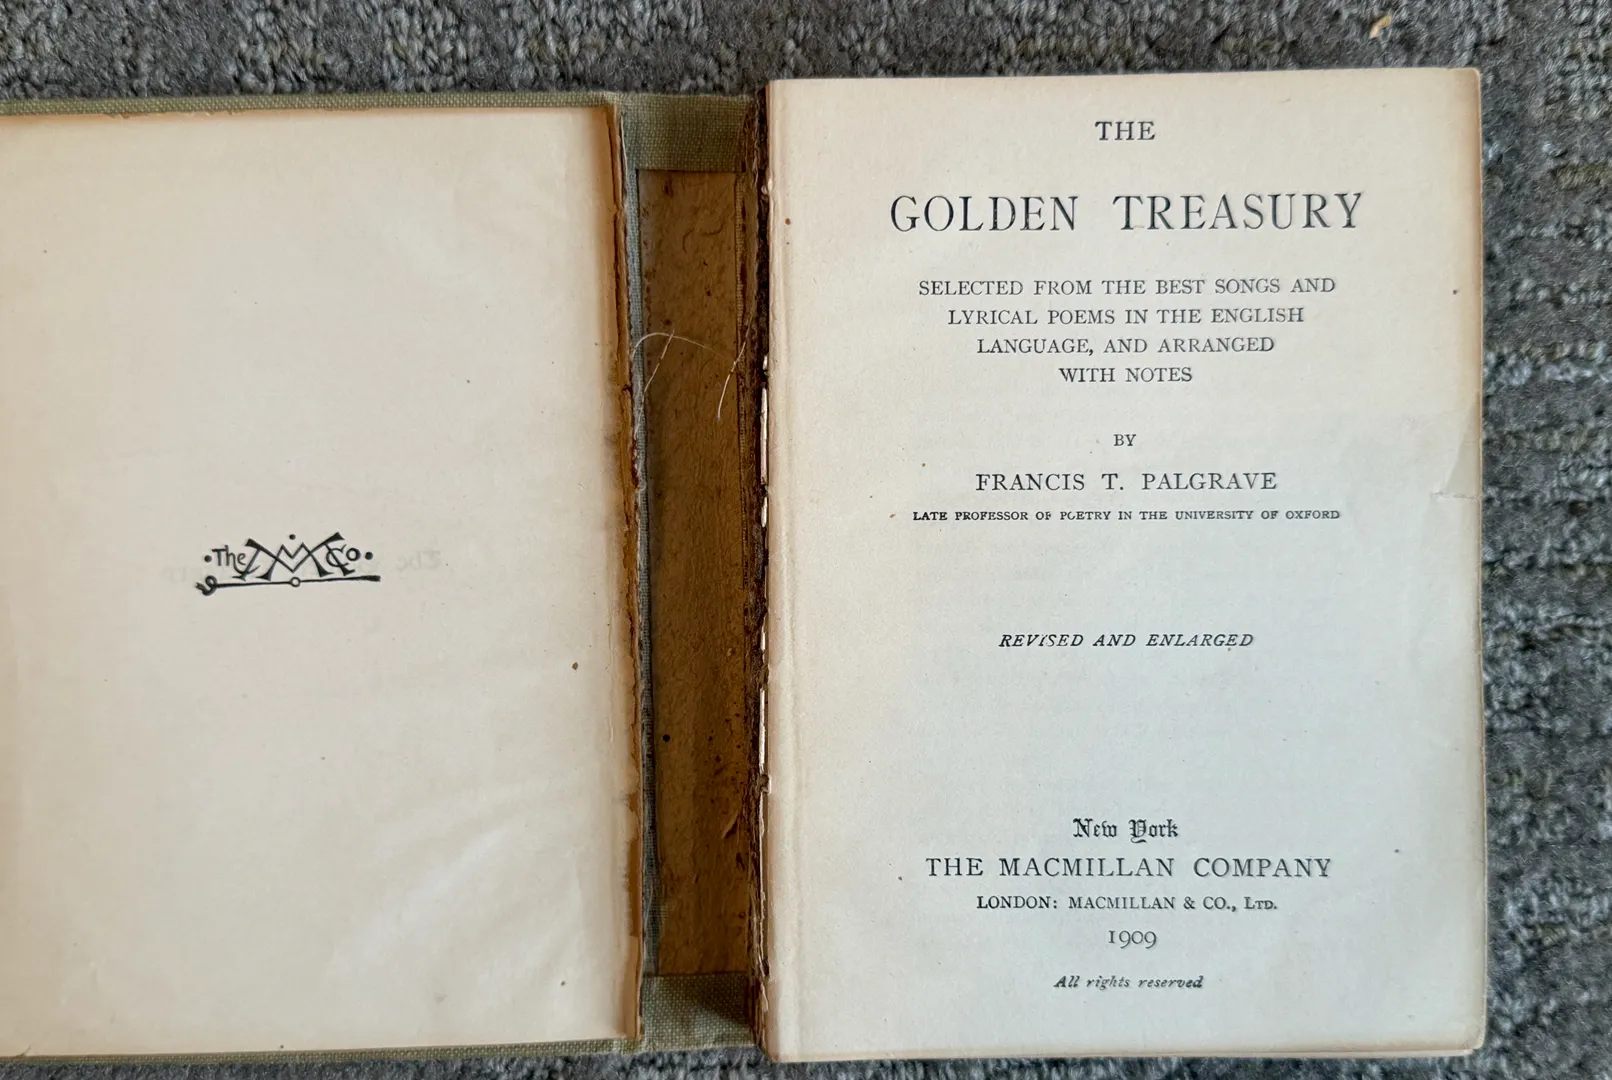 The M Co.
THE
GOLDEN TREASURY
SELECTED FROM THE BEST SONGS AND
LYRICAL POEMS IN THE ENGLISH
LANGUAGE, AND ARRANGED
WITH NOTES
BY
FRANCIS T. PALGRAVE
LATE PROFESSOR OF POETRY IN THE UNIVERSITY OF OXFORD
REVISED AND ENLARGED
New York
THE MACMILLAN COMPANY
LONDON: MACMILLAN & CO., LTD.
1909
All rights reserved